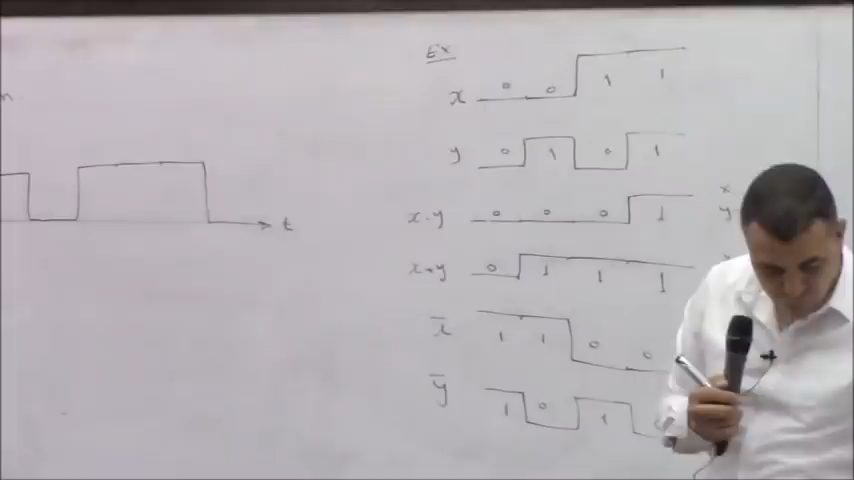 n
t
Ex
x 0 0 1 1
y 0 1 0 1
x.y 0 0 0 1
x+y 0 1 1 1
x̄ 1 1 0 0
ȳ 1 0 1
x
y